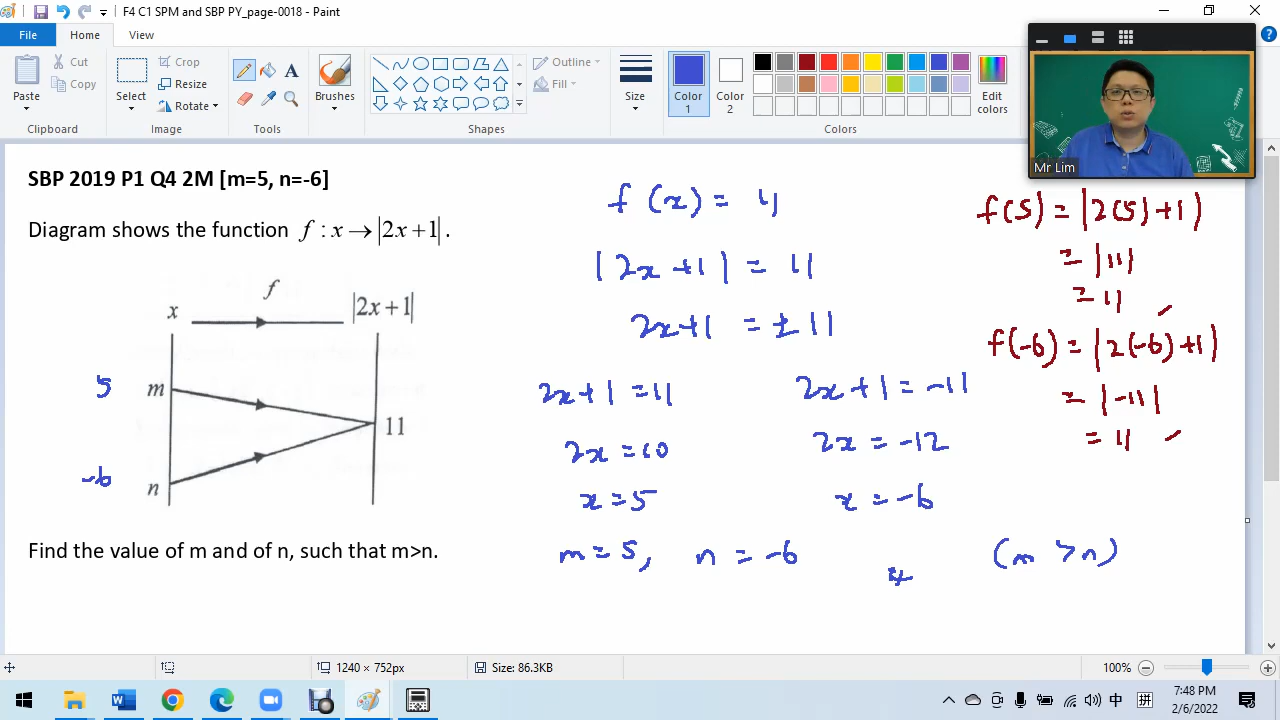 F4 C1 SPM and SBP PY_page-0018 - Paint
File Home View
Paste
Cut
Copy
Clipboard
Select
Crop
Resize
Rotate
Image
A
Tools
Brushes
Shapes
Outline
Fill
Size
Color 1
Color 2
Edit colors
Colors
Mr Lim
SBP 2019 P1 Q4 2M [m=5, n=-6]
Diagram shows the function f : x → |2x+1| .
f
x
|2x+1|
5
m
11
-6
n
Find the value of m and of n, such that m>n.
f(x) = 11
|2x+1| = 11
2x+1 = ±11
2x+1 = 11
2x = 10
x = 5
2x+1 = -11
2x = -12
x = -6
m = 5, n = -6
(m > n)
f(5) = |2(5)+1|
= |11|
= 11
f(-6) = |2(-6)+1|
= |-11|
= 11
1240 × 752px
Size: 86.3KB
100%
中 拼
7:48 PM
2/6/2022